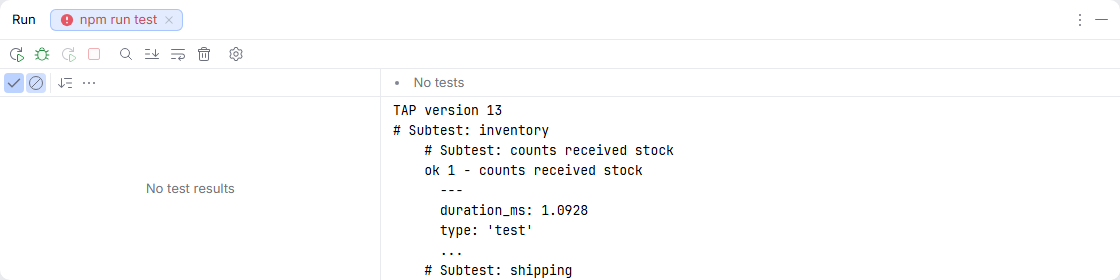 Run
npm run test
No tests
No test results
TAP version 13
# Subtest: inventory
    # Subtest: counts received stock
    ok 1 - counts received stock
      ---
      duration_ms: 1.0928
      type: 'test'
      ...
    # Subtest: shipping